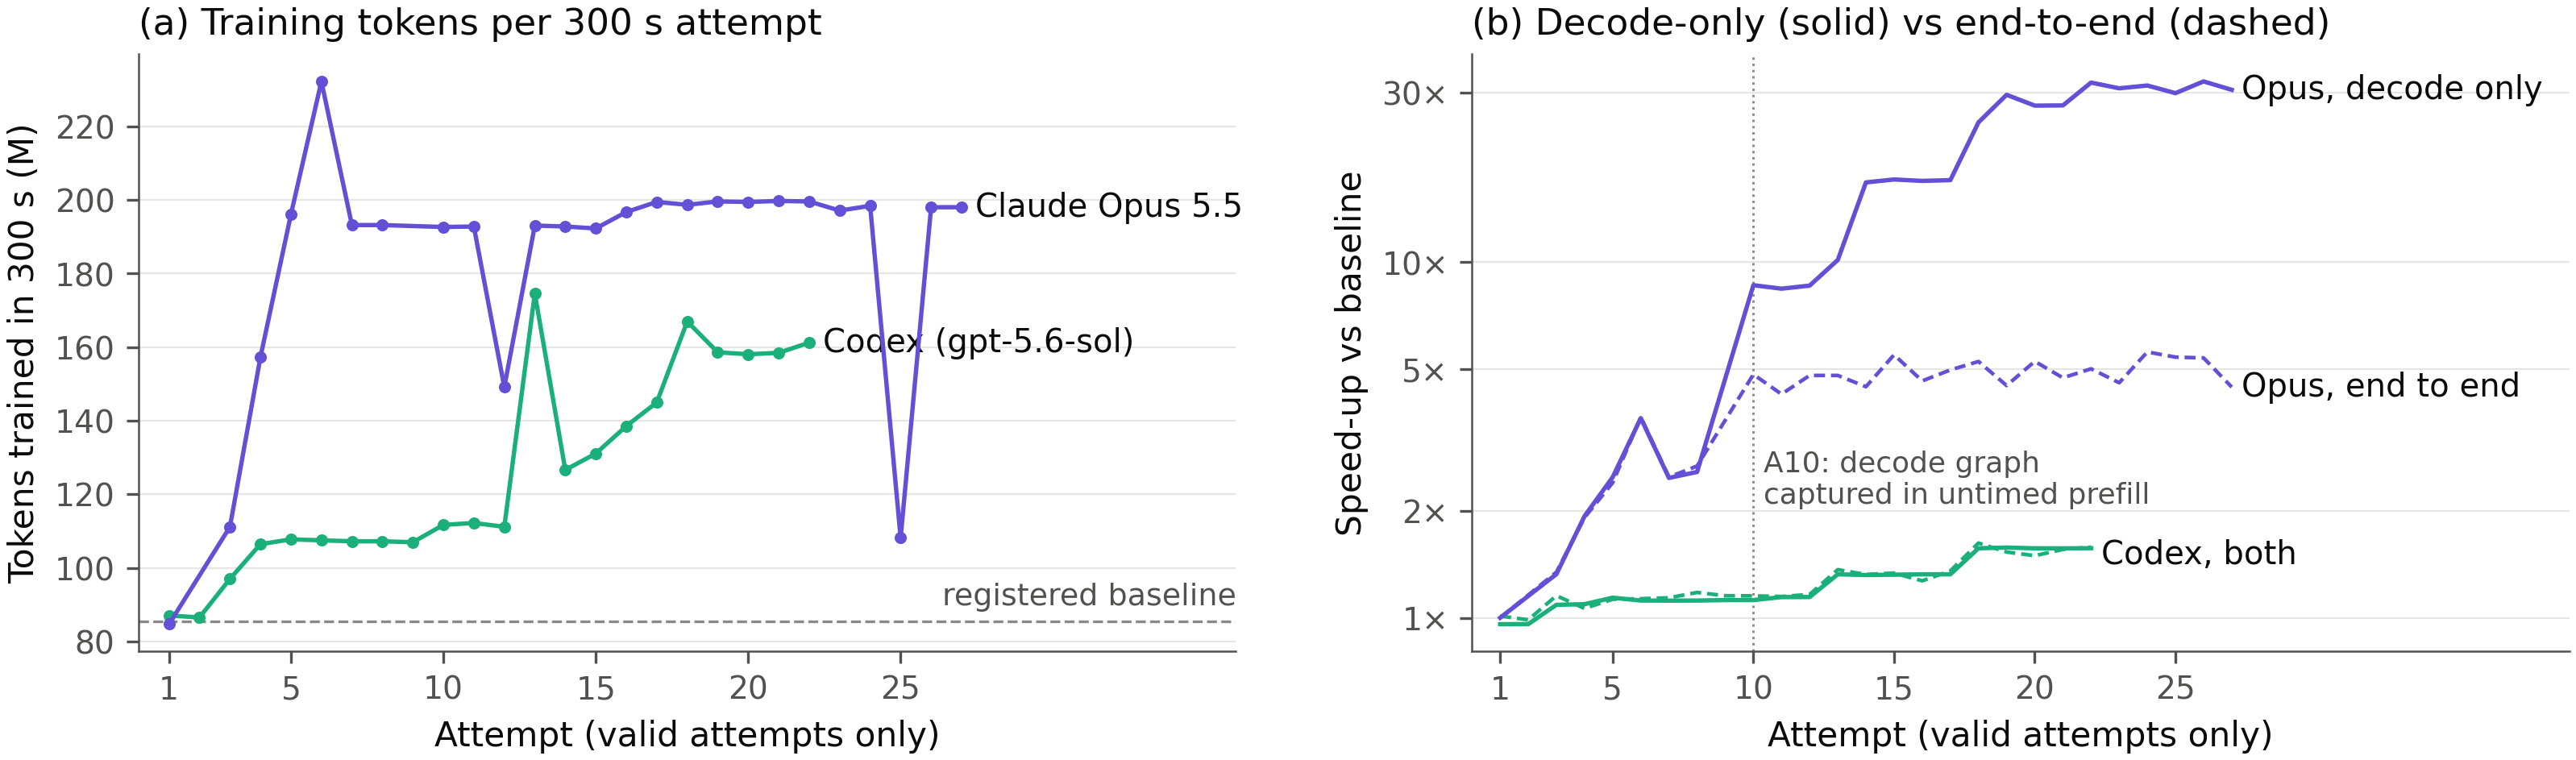 (a) Training tokens per 300 s attempt
Tokens trained in 300 s (M)
220
200
180
160
140
120
100
80
Claude Opus 5.5
Codex (gpt-5.6-sol)
registered baseline
1
5
10
15
20
25
Attempt (valid attempts only)
(b) Decode-only (solid) vs end-to-end (dashed)
Speed-up vs baseline
30×
10×
5×
2×
1×
Opus, decode only
Opus, end to end
A10: decode graph
captured in untimed prefill
Codex, both
1
5
10
15
20
25
Attempt (valid attempts only)